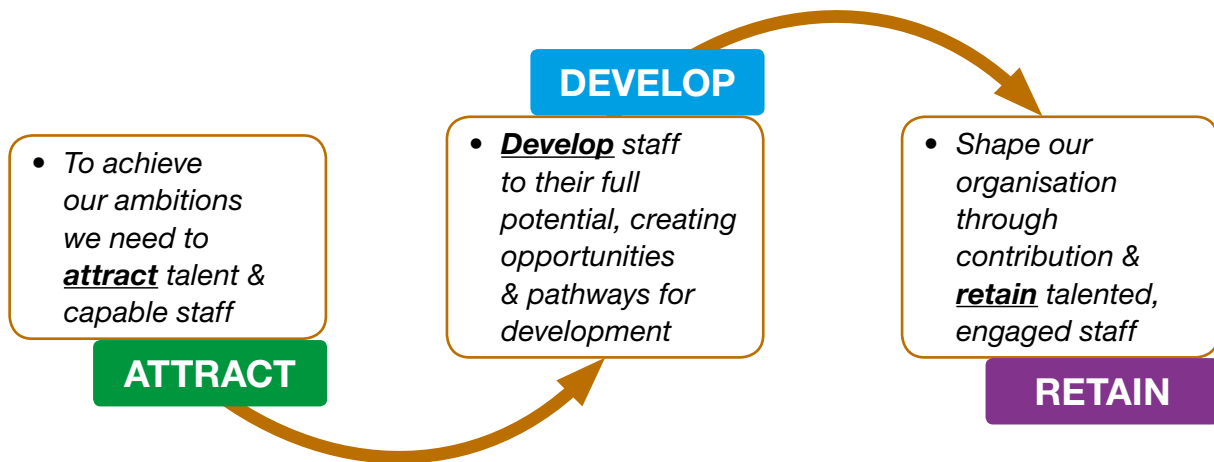 • To achieve
our ambitions
we need to
attract talent &
capable staff
ATTRACT
DEVELOP
• Develop staff
to their full
potential, creating
opportunities
& pathways for
development
• Shape our
organisation
through
contribution &
retain talented,
engaged staff
RETAIN